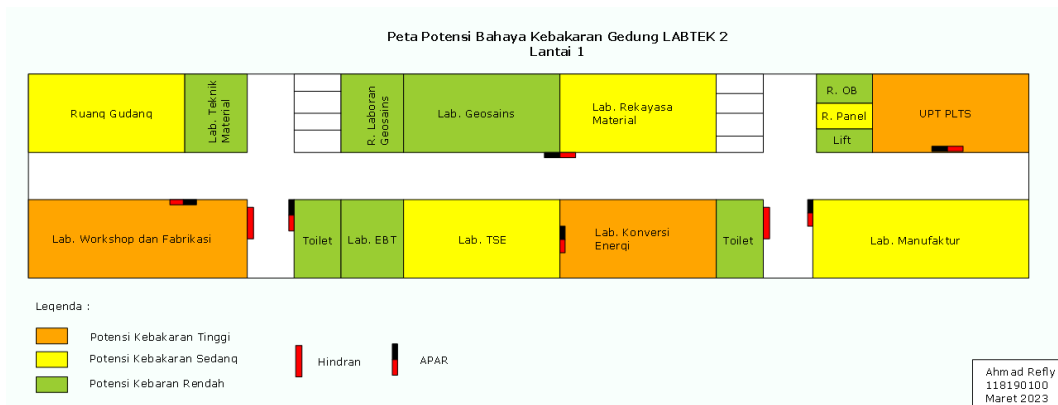 Peta Potensi Bahaya Kebakaran Gedung LABTEK 2
Lantai 1
Ruang Gudang
Lab. Teknik
Material
R. Laboran
Geosains
Lab. Geosains
Lab. Rekayasa
Material
R. OB
R. Panel
Lift
UPT PLTS
Lab. Workshop dan Fabrikasi
Toilet
Lab. EBT
Lab. TSE
Lab. Konversi
Energi
Toilet
Lab. Manufaktur
Legenda :
Potensi Kebakaran Tinggi
Potensi Kebakaran Sedang
Potensi Kebaran Rendah
Hindran
APAR
Ahmad Refly
118190100
Maret 2023